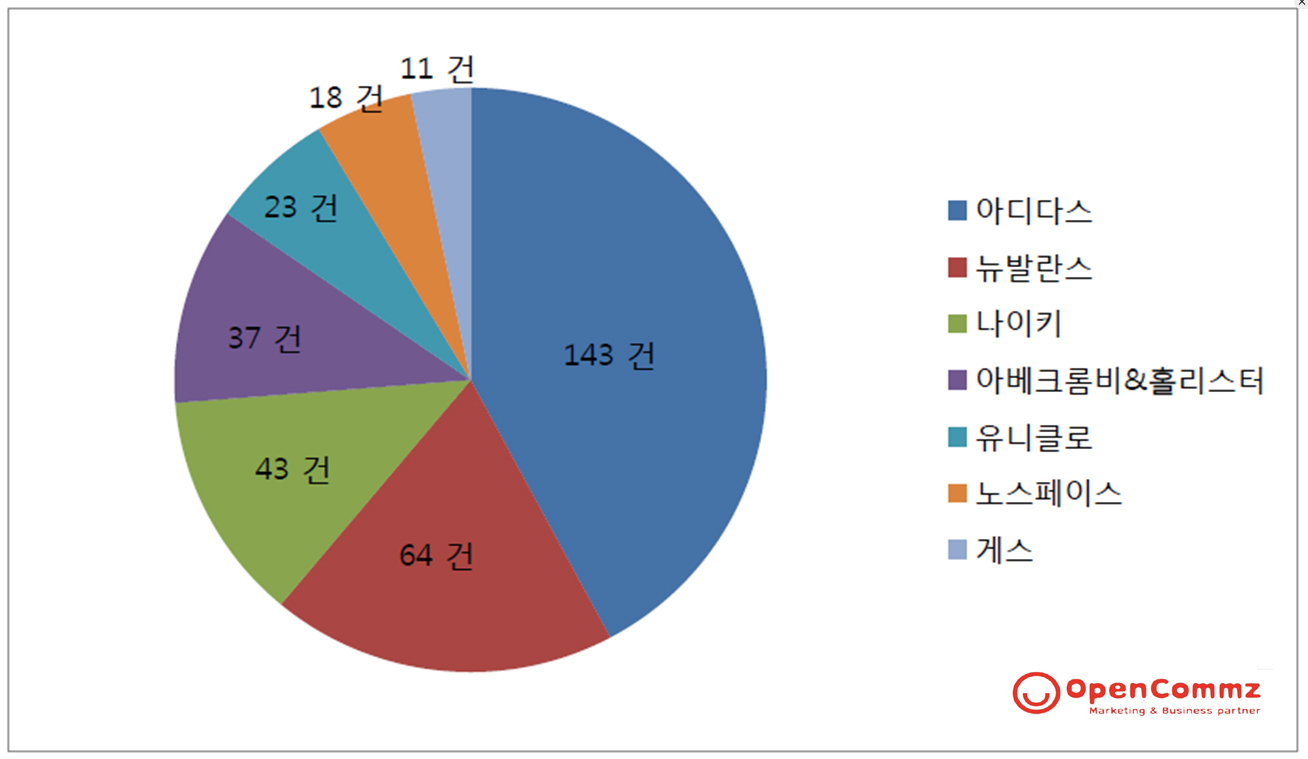 11 건
18 건
23 건
37 건
143 건
43 건
64 건
아디다스
뉴발란스
나이키
아베크롬비&홀리스터
유니클로
노스페이스
게스
OpenCommz
Marketing & Business partner